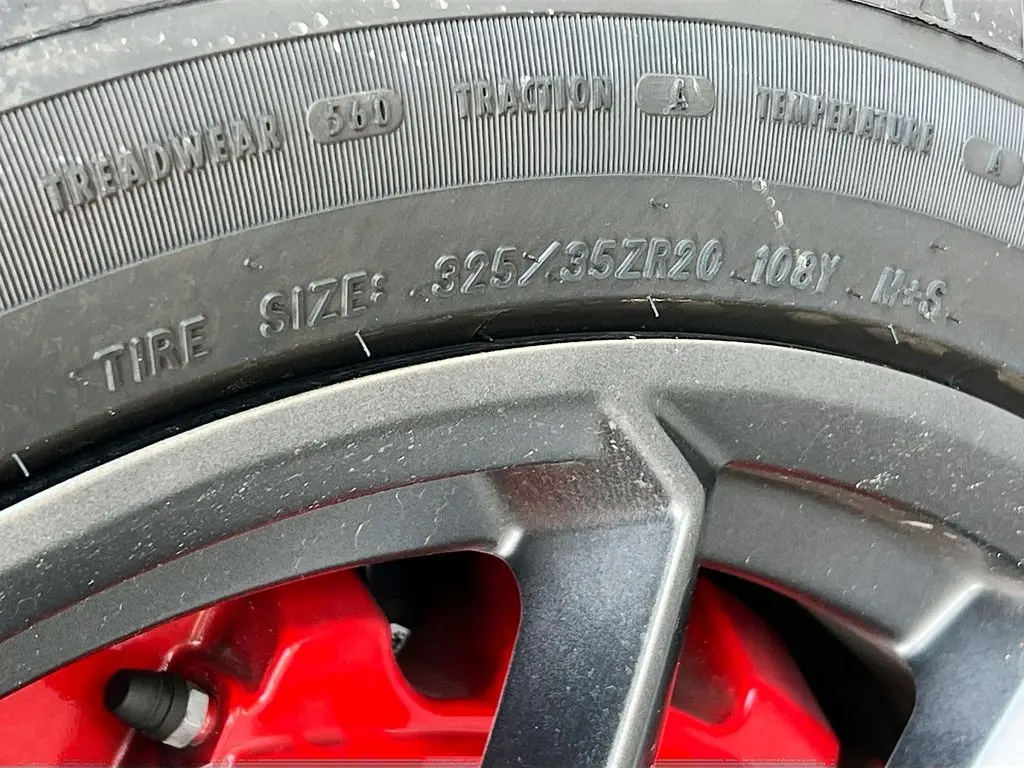 TREADWEAR 560 TRACTION A TEMPERATURE A
TIRE SIZE: 325/35ZR20 108Y M+S